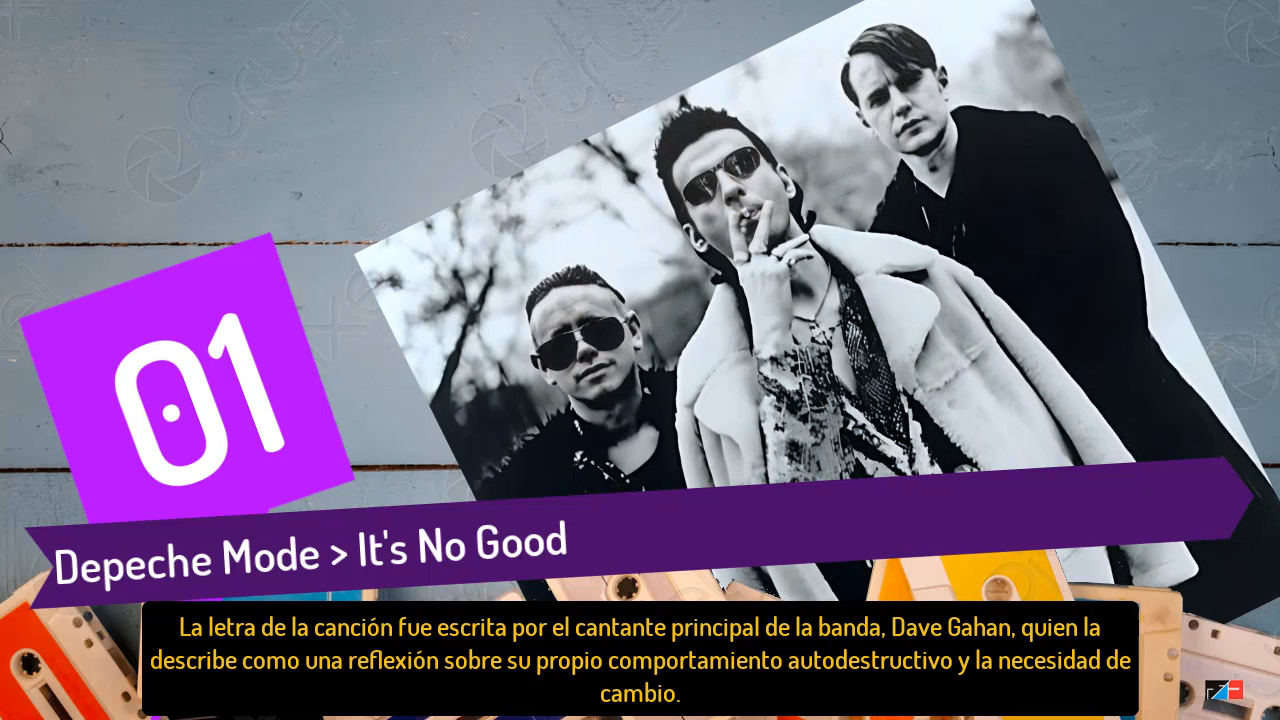 01
Depeche Mode > It's No Good
La letra de la canción fue escrita por el cantante principal de la banda, Dave Gahan, quien la
describe como una reflexión sobre su propio comportamiento autodestructivo y la necesidad de
cambio.